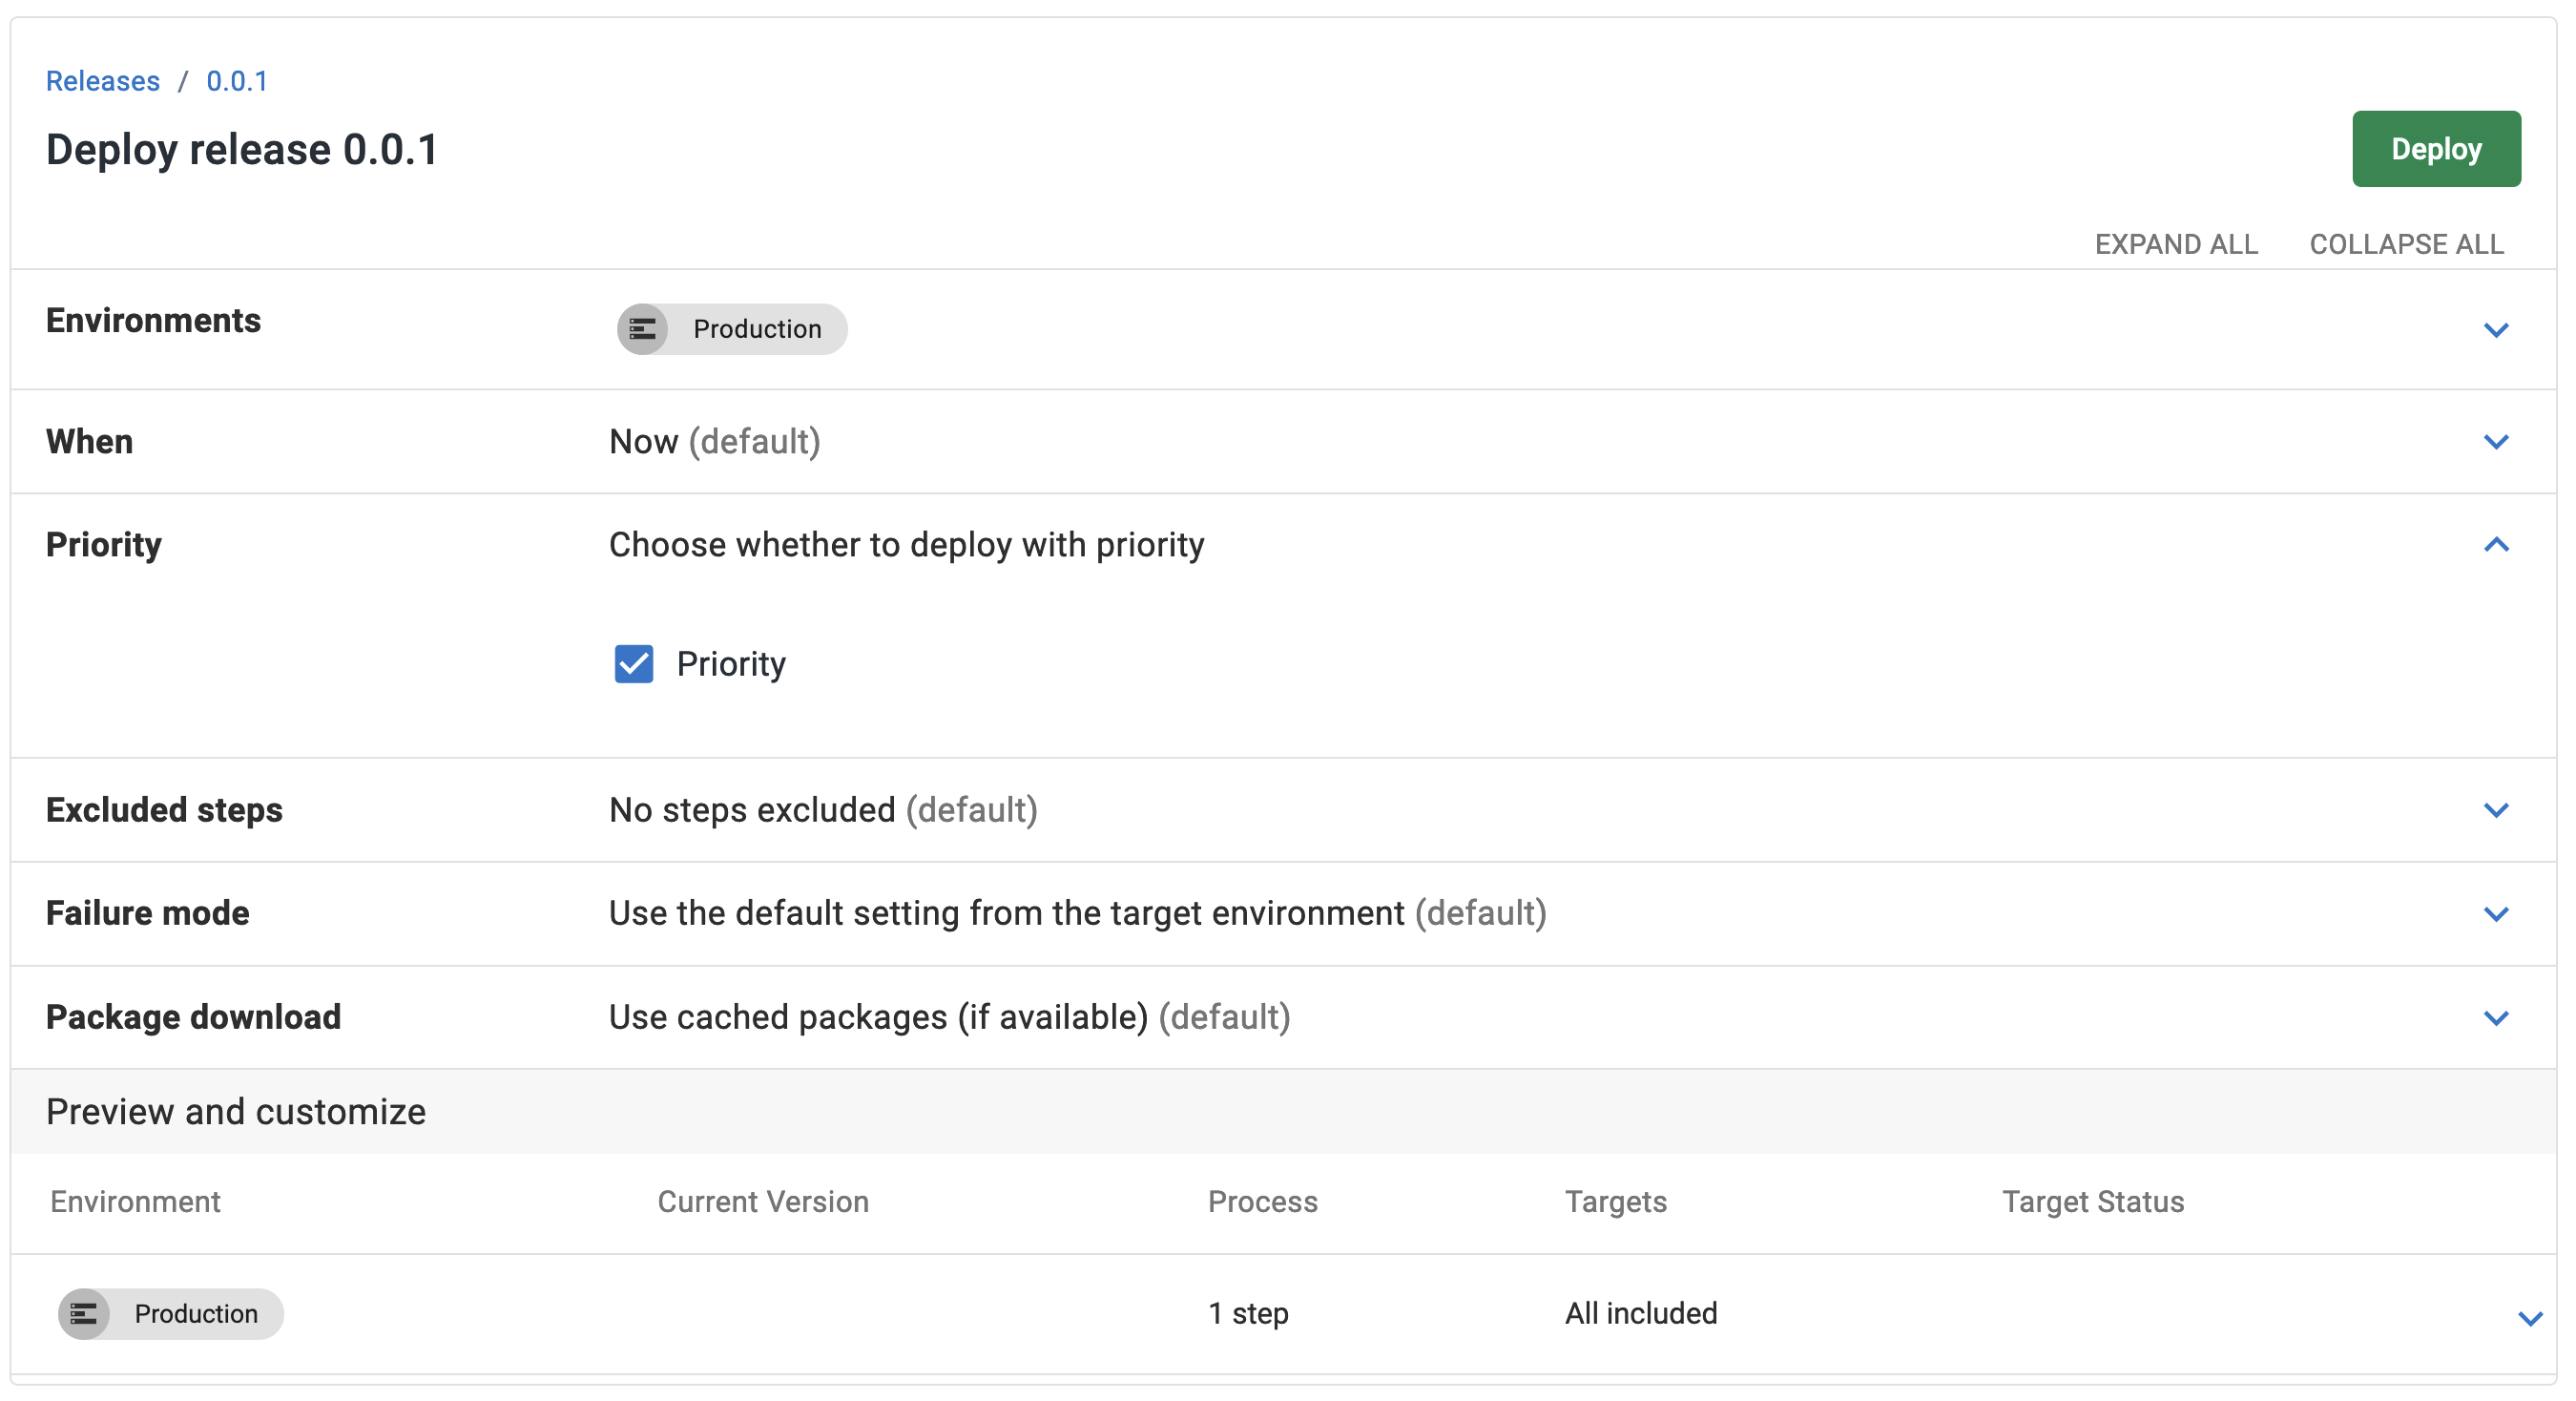 Releases / 0.0.1
Deploy release 0.0.1
Deploy
EXPAND ALL COLLAPSE ALL
Environments Production
When Now (default)
Priority Choose whether to deploy with priority
Priority
Excluded steps No steps excluded (default)
Failure mode Use the default setting from the target environment (default)
Package download Use cached packages (if available) (default)
Preview and customize
Environment Current Version Process Targets Target Status
Production 1 step All included